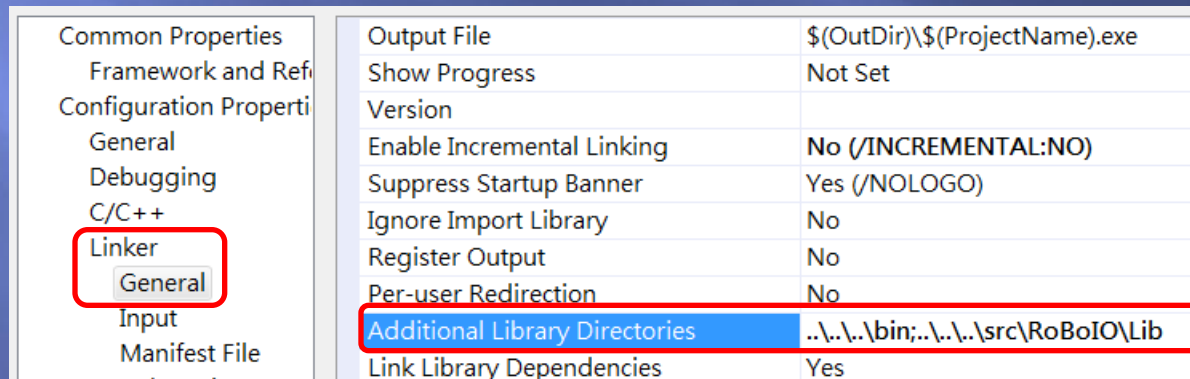 Common Properties
Framework and Ref
Configuration Properti
General
Debugging
C/C++
Linker
General
Input
Manifest File
Output File $(OutDir)\$(ProjectName).exe
Show Progress Not Set
Version
Enable Incremental Linking No (/INCREMENTAL:NO)
Suppress Startup Banner Yes (/NOLOGO)
Ignore Import Library No
Register Output No
Per-user Redirection No
Additional Library Directories ..\..\..\bin;..\..\..\src\RoBoIO\Lib
Link Library Dependencies Yes